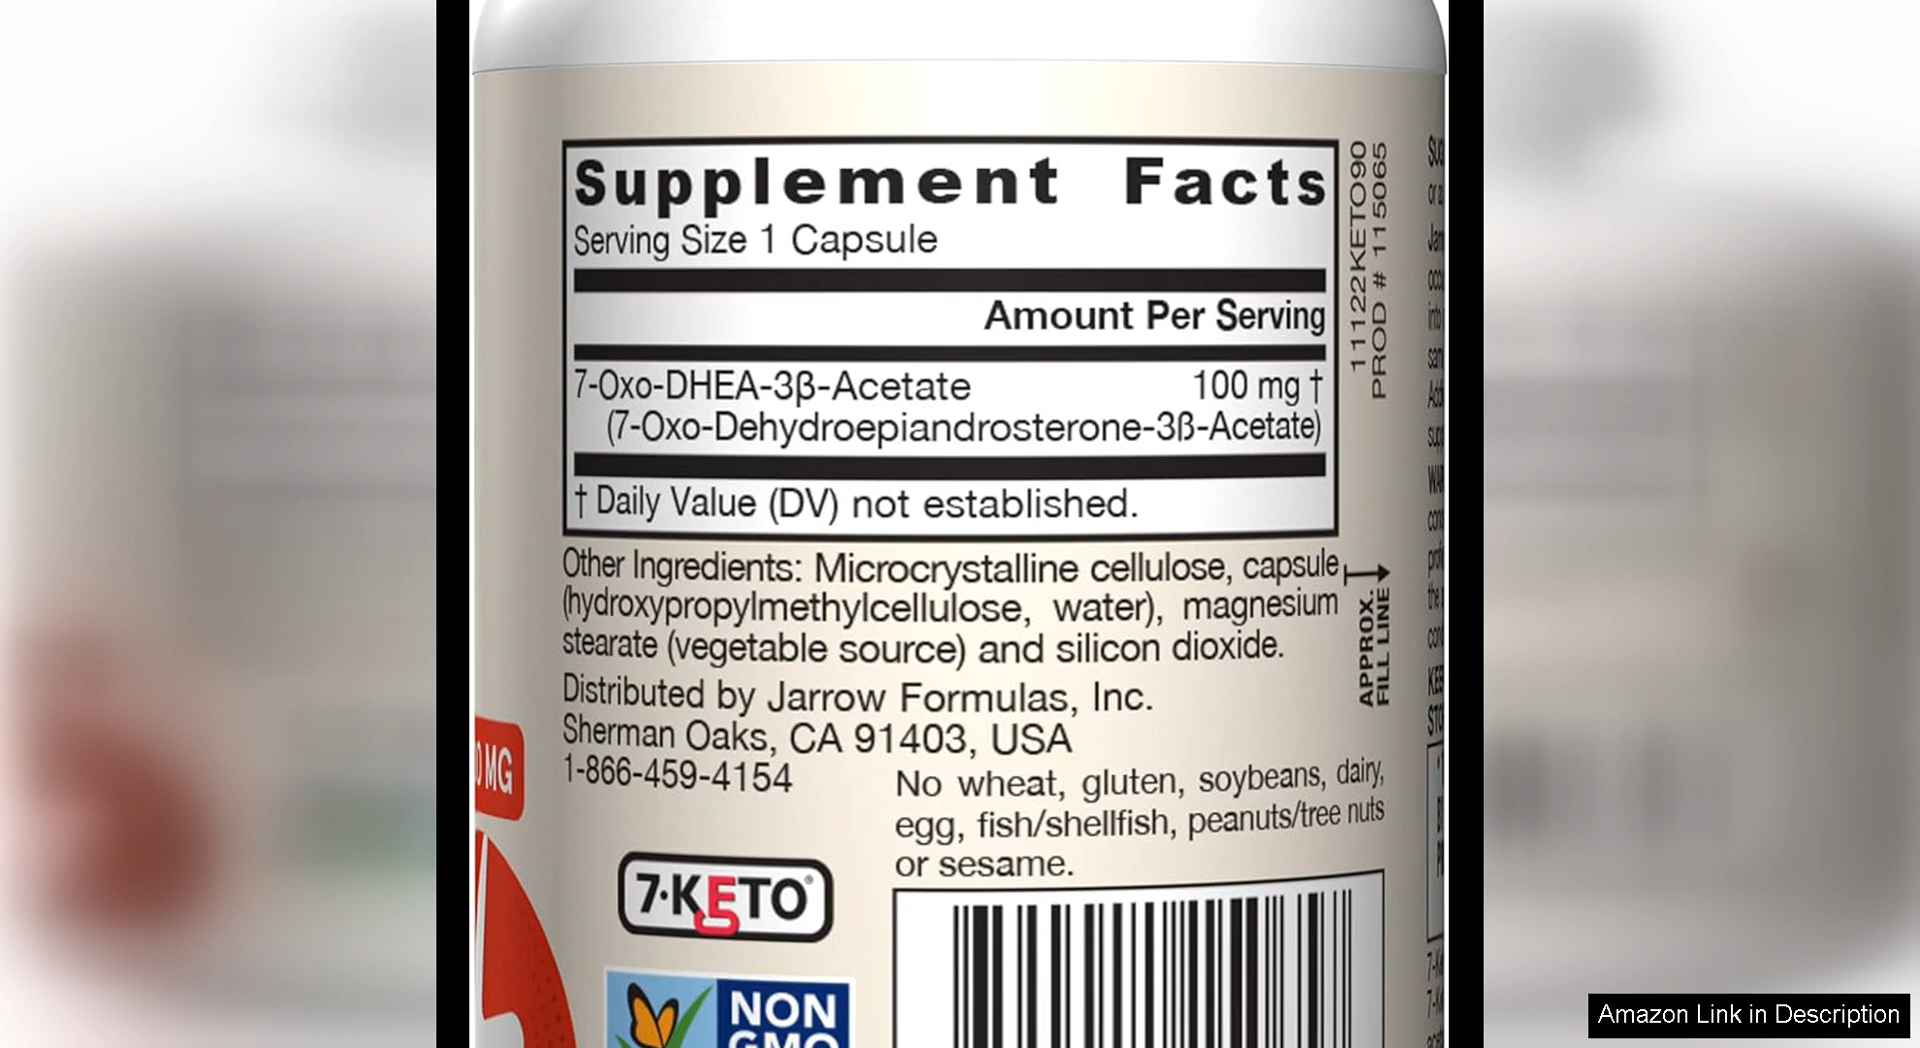 Supplement Facts
Serving Size 1 Capsule
Amount Per Serving
7-Oxo-DHEA-3β-Acetate 100 mg †
(7-Oxo-Dehydroepiandrosterone-3β-Acetate)
† Daily Value (DV) not established.
Other Ingredients: Microcrystalline cellulose, capsule
(hydroxypropylmethylcellulose, water), magnesium
stearate (vegetable source) and silicon dioxide.
Distributed by Jarrow Formulas, Inc.
Sherman Oaks, CA 91403, USA
1-866-459-4154
No wheat, gluten, soybeans, dairy,
egg, fish/shellfish, peanuts/tree nuts
or sesame.
11122KETO90
PROD # 115065
APPROX.
FILL LINE
MG
7·KETO®
NON
GMO
Amazon Link in Description